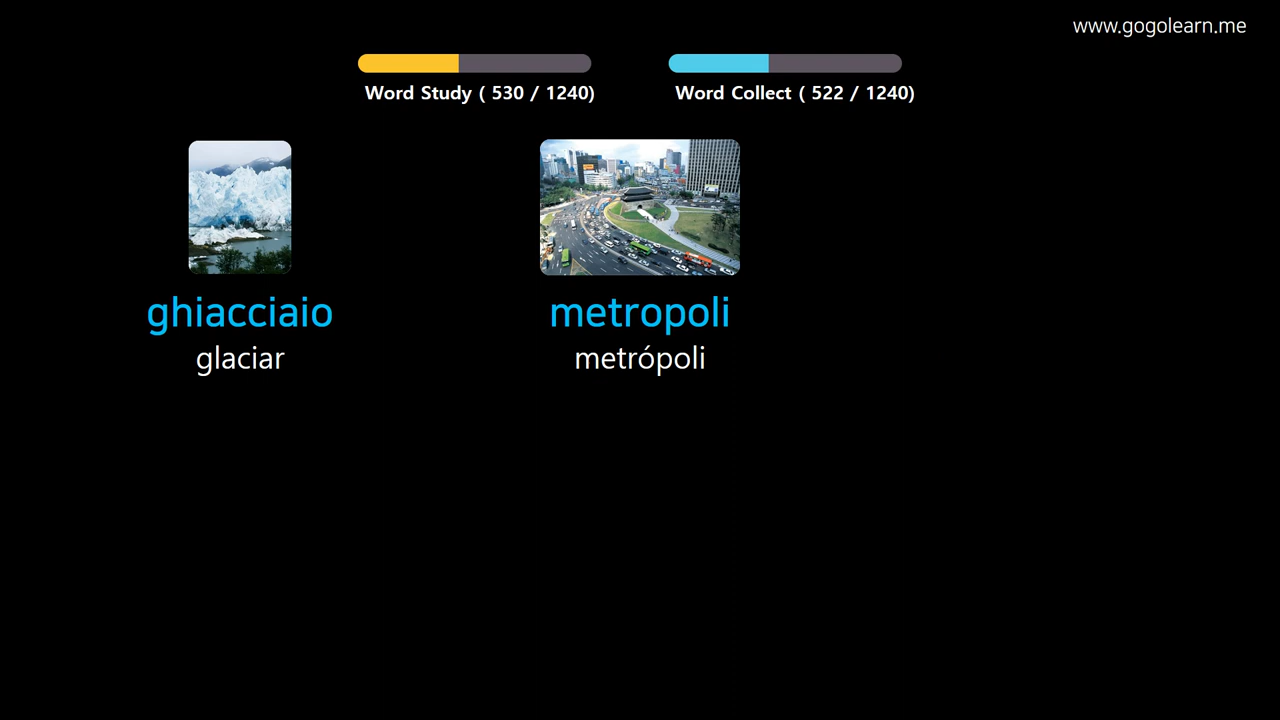 www.gogolearn.me
Word Study ( 530 / 1240)
Word Collect ( 522 / 1240)
ghiacciaio
glaciar
metropoli
metrópoli